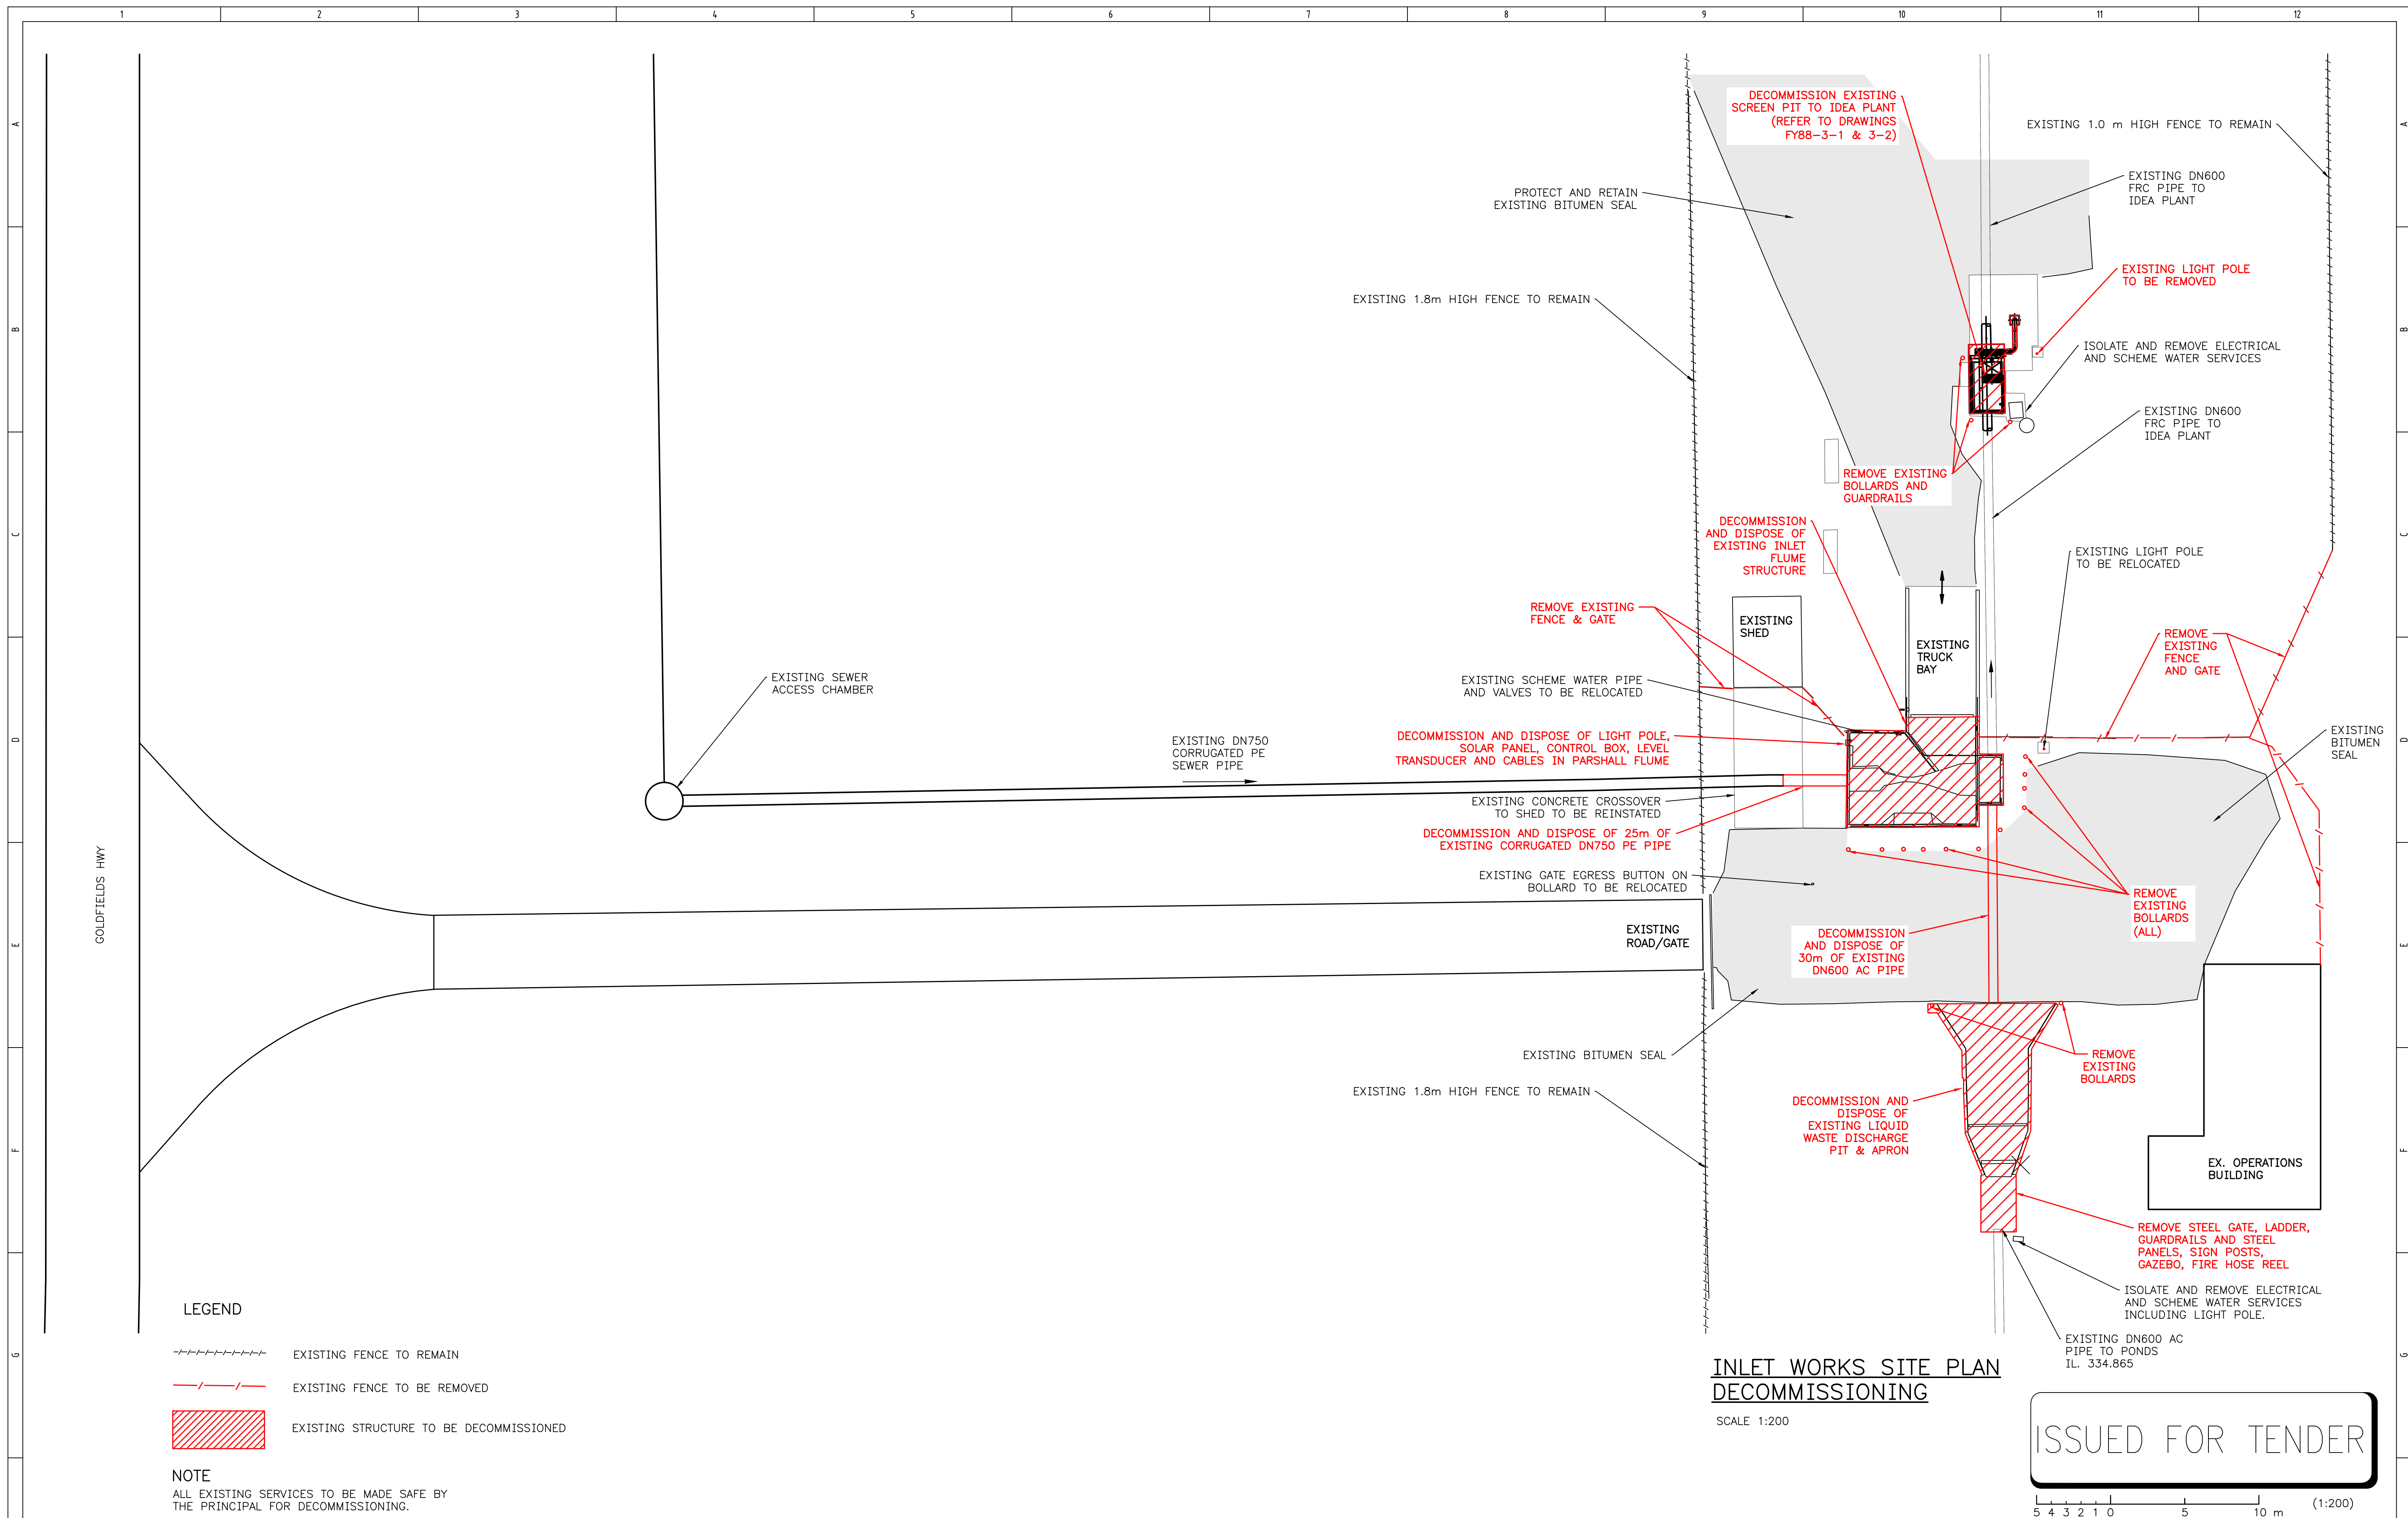 1 2 3 4 5 6 7 8 9 10 11 12
A
B
C
D
E
F
G
A
B
C
D
E
F
G
GOLDFIELDS HWY
EXISTING SEWER
ACCESS CHAMBER
EXISTING DN750
CORRUGATED PE
SEWER PIPE
DECOMMISSION EXISTING
SCREEN PIT TO IDEA PLANT
(REFER TO DRAWINGS
FY88-3-1 & 3-2)
PROTECT AND RETAIN
EXISTING BITUMEN SEAL
EXISTING 1.8m HIGH FENCE TO REMAIN
EXISTING 1.0 m HIGH FENCE TO REMAIN
EXISTING DN600
FRC PIPE TO
IDEA PLANT
EXISTING LIGHT POLE
TO BE REMOVED
ISOLATE AND REMOVE ELECTRICAL
AND SCHEME WATER SERVICES
EXISTING DN600
FRC PIPE TO
IDEA PLANT
REMOVE EXISTING
BOLLARDS AND
GUARDRAILS
DECOMMISSION
AND DISPOSE OF
EXISTING INLET
FLUME
STRUCTURE
EXISTING LIGHT POLE
TO BE RELOCATED
REMOVE EXISTING
FENCE & GATE
EXISTING
SHED
EXISTING
TRUCK
BAY
REMOVE
EXISTING
FENCE
AND GATE
EXISTING SCHEME WATER PIPE
AND VALVES TO BE RELOCATED
DECOMMISSION AND DISPOSE OF LIGHT POLE,
SOLAR PANEL, CONTROL BOX, LEVEL
TRANSDUCER AND CABLES IN PARSHALL FLUME
EXISTING
BITUMEN
SEAL
EXISTING CONCRETE CROSSOVER
TO SHED TO BE REINSTATED
DECOMMISSION AND DISPOSE OF 25m OF
EXISTING CORRUGATED DN750 PE PIPE
EXISTING GATE EGRESS BUTTON ON
BOLLARD TO BE RELOCATED
REMOVE
EXISTING
BOLLARDS
(ALL)
EXISTING
ROAD/GATE
DECOMMISSION
AND DISPOSE OF
30m OF EXISTING
DN600 AC PIPE
EXISTING BITUMEN SEAL
REMOVE
EXISTING
BOLLARDS
EXISTING 1.8m HIGH FENCE TO REMAIN
DECOMMISSION AND
DISPOSE OF
EXISTING LIQUID
WASTE DISCHARGE
PIT & APRON
EX. OPERATIONS
BUILDING
REMOVE STEEL GATE, LADDER,
GUARDRAILS AND STEEL
PANELS, SIGN POSTS,
GAZEBO, FIRE HOSE REEL
ISOLATE AND REMOVE ELECTRICAL
AND SCHEME WATER SERVICES
INCLUDING LIGHT POLE.
EXISTING DN600 AC
PIPE TO PONDS
IL. 334.865
LEGEND
EXISTING FENCE TO REMAIN
EXISTING FENCE TO BE REMOVED
EXISTING STRUCTURE TO BE DECOMMISSIONED
NOTE
ALL EXISTING SERVICES TO BE MADE SAFE BY
THE PRINCIPAL FOR DECOMMISSIONING.
INLET WORKS SITE PLAN
DECOMMISSIONING
SCALE 1:200
ISSUED FOR TENDER
5 4 3 2 1 0 5 10 m (1:200)